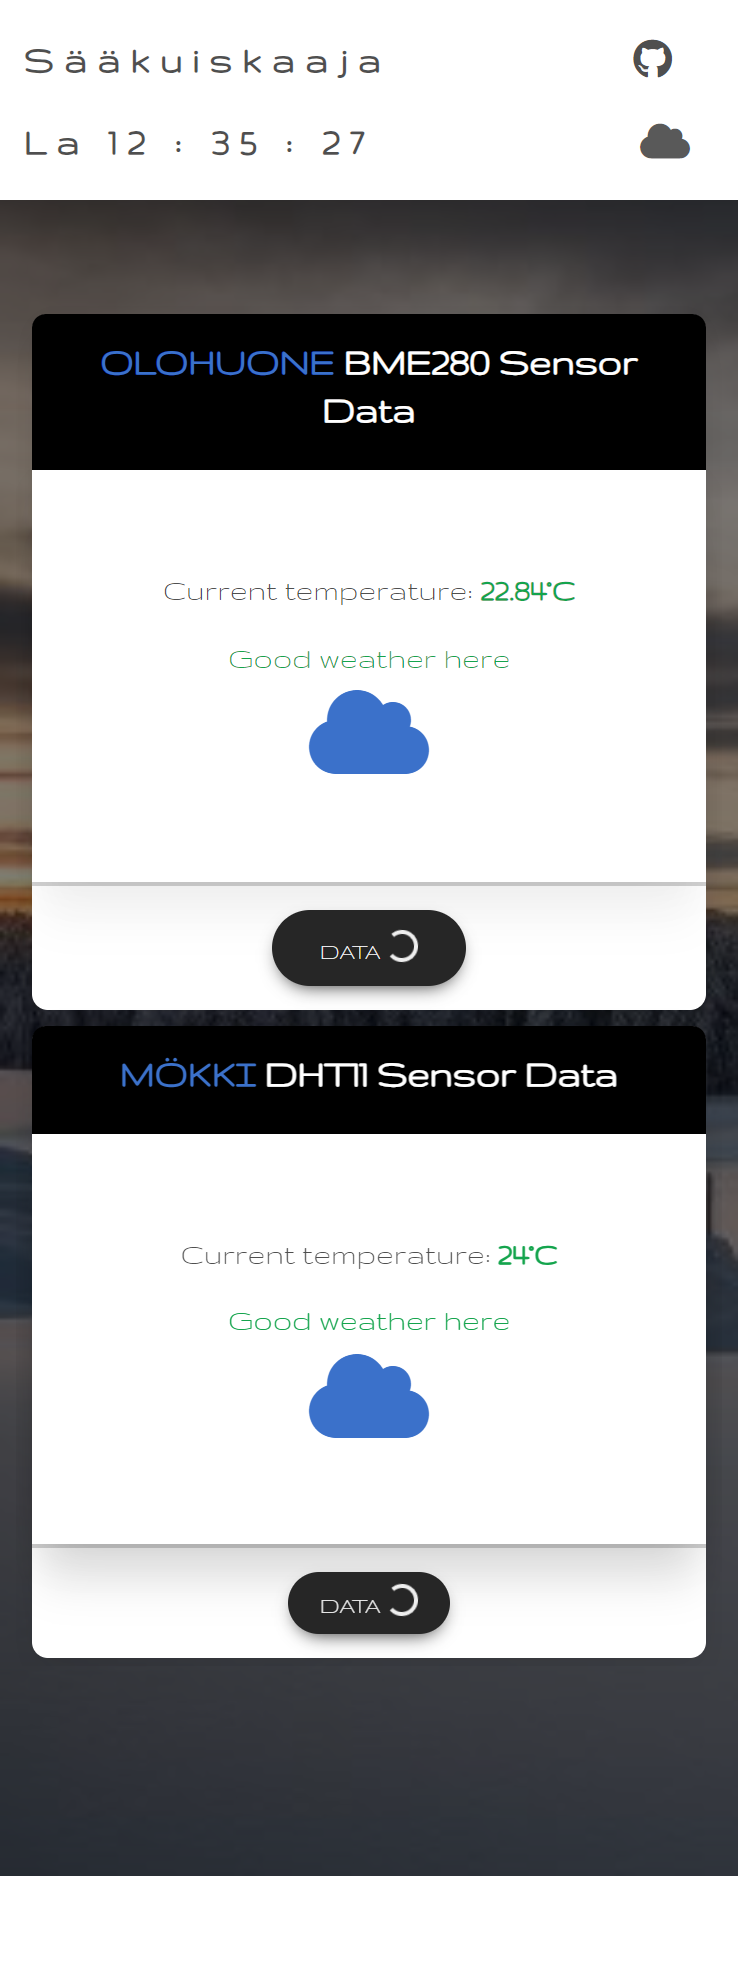 Sääkuiskaaja
La 12 : 35 : 27
OLOHUONE BME280 Sensor
Data
Current temperature: 22.84°C
Good weather here
DATA
MÖKKI DHT11 Sensor Data
Current temperature: 24°C
Good weather here
DATA